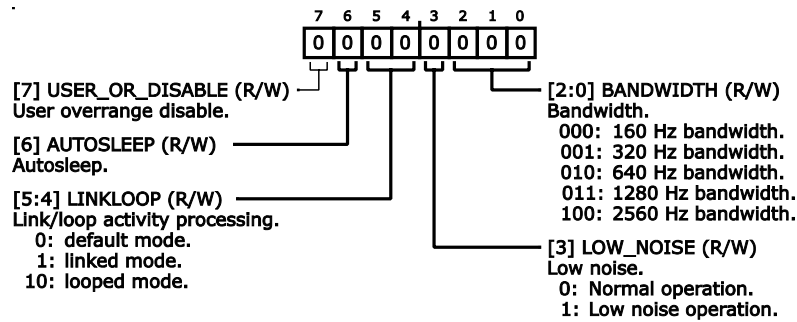 7 6 5 4 3 2 1 0
0 0 0 0 0 0 0 0
[7] USER_OR_DISABLE (R/W)
User overrange disable.
[6] AUTOSLEEP (R/W)
Autosleep.
[5:4] LINKLOOP (R/W)
Link/loop activity processing.
0: default mode.
1: linked mode.
10: looped mode.
[2:0] BANDWIDTH (R/W)
Bandwidth.
000: 160 Hz bandwidth.
001: 320 Hz bandwidth.
010: 640 Hz bandwidth.
011: 1280 Hz bandwidth.
100: 2560 Hz bandwidth.
[3] LOW_NOISE (R/W)
Low noise.
0: Normal operation.
1: Low noise operation.